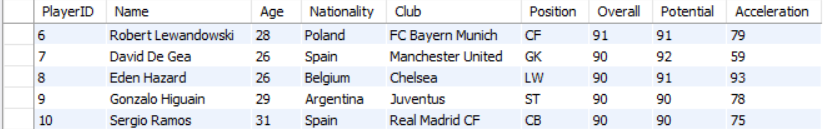 PlayerID Name Age Nationality Club Position Overall Potential Acceleration
6 Robert Lewandowski 28 Poland FC Bayern Munich CF 91 91 79
7 David De Gea 26 Spain Manchester United GK 90 92 59
8 Eden Hazard 26 Belgium Chelsea LW 90 91 93
9 Gonzalo Higuain 29 Argentina Juventus ST 90 90 78
10 Sergio Ramos 31 Spain Real Madrid CF CB 90 90 75